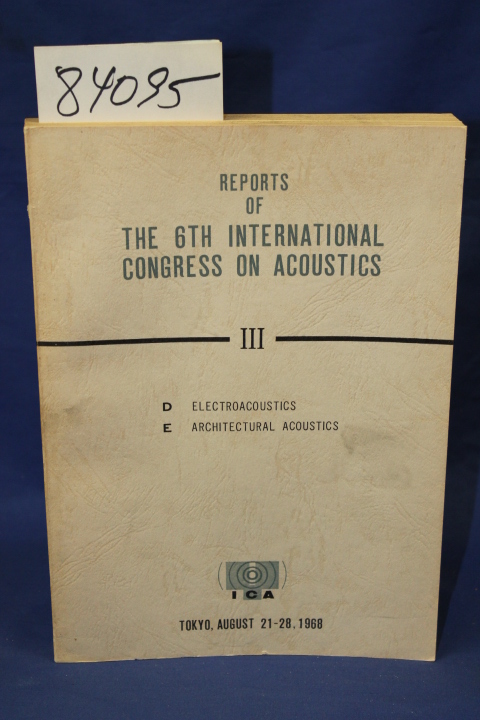 84095
REPORTS
OF
THE 6TH INTERNATIONAL
CONGRESS ON ACOUSTICS
III
D ELECTROACOUSTICS
E ARCHITECTURAL ACOUSTICS
ICA
TOKYO, AUGUST 21-28, 1968